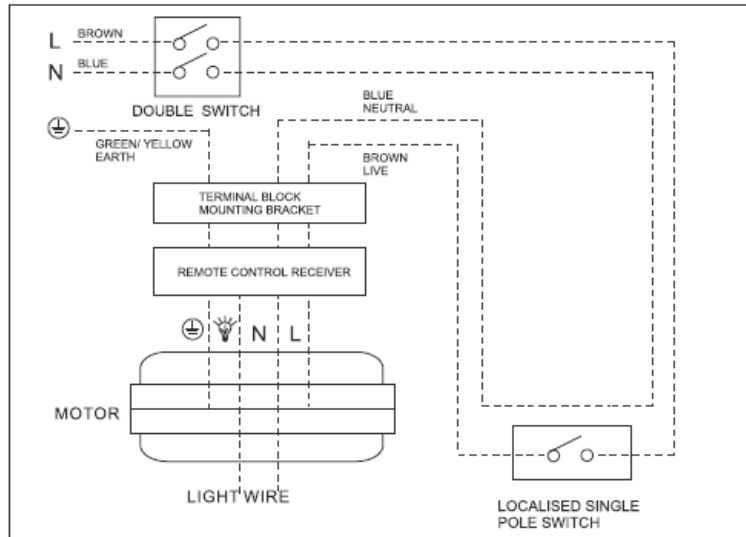 L BROWN
N BLUE
DOUBLE SWITCH
BLUE
NEUTRAL
GREEN/ YELLOW
EARTH
BROWN
LIVE
TERMINAL BLOCK
MOUNTING BRACKET
REMOTE CONTROL RECEIVER
N L
MOTOR
LIGHT WIRE
LOCALISED SINGLE
POLE SWITCH